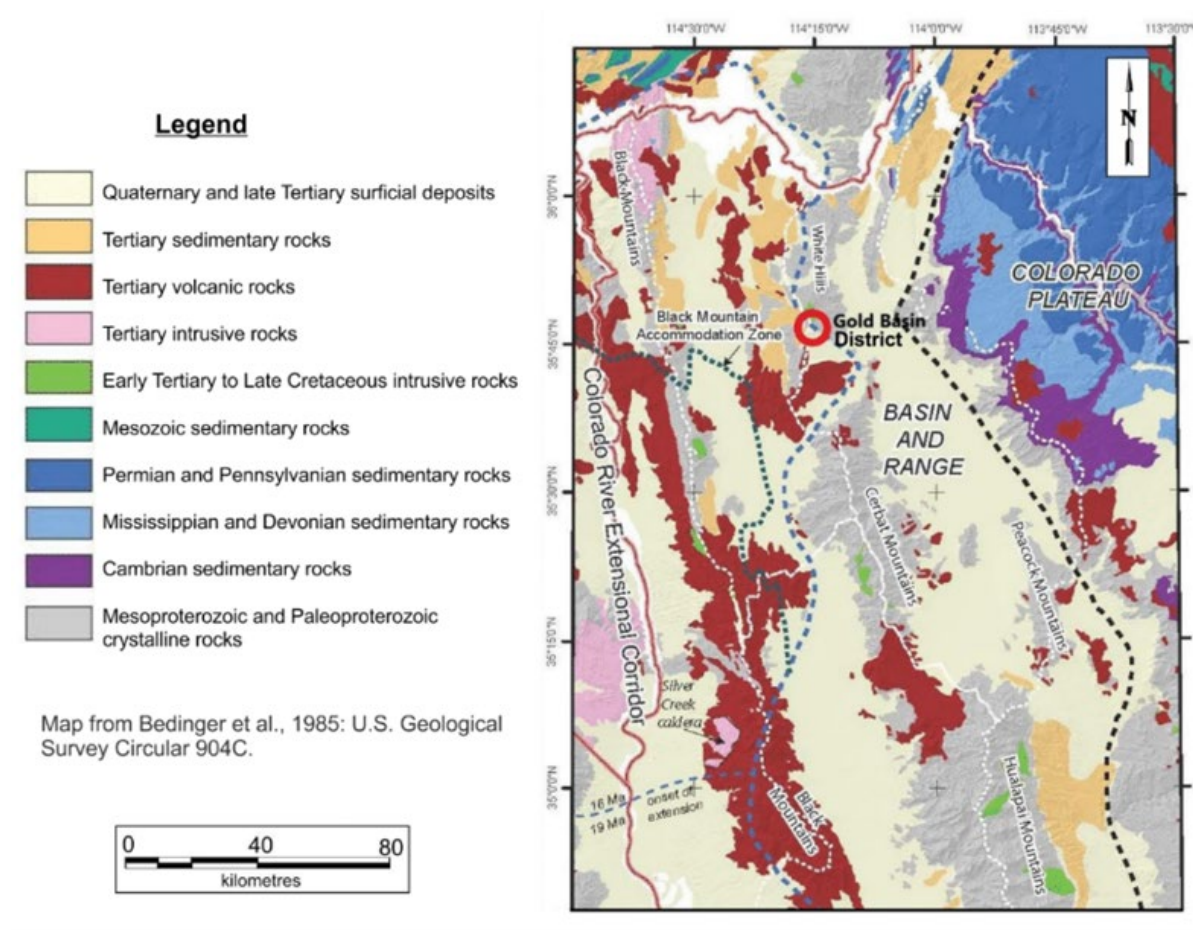 114°30'0"W
114°15'0"W
114°0'0"W
113°45'0"W
113°30'0"W
Legend
Quaternary and late Tertiary surficial deposits
Tertiary sedimentary rocks
Tertiary volcanic rocks
Tertiary intrusive rocks
Early Tertiary to Late Cretaceous intrusive rocks
Mesozoic sedimentary rocks
Permian and Pennsylvanian sedimentary rocks
Mississippian and Devonian sedimentary rocks
Cambrian sedimentary rocks
Mesoproterozoic and Paleoproterozoic
crystalline rocks
Map from Bedinger et al., 1985: U.S. Geological
Survey Circular 904C.
0 40 80
kilometres
N
36°0'0"N
35°45'0"N
35°30'0"N
35°15'0"N
35°0'0"N
Black Mountains
White Hills
COLORADO
PLATEAU
Black Mountain
Accommodation Zone
Gold Basin
District
Colorado River Extensional Corridor
BASIN
AND
RANGE
Cerbat Mountains
Peacock Mountains
Silver
Creek
caldera
16 Ma
19 Ma
onset of
extension
Black
Mountains
Hualapai Mountains